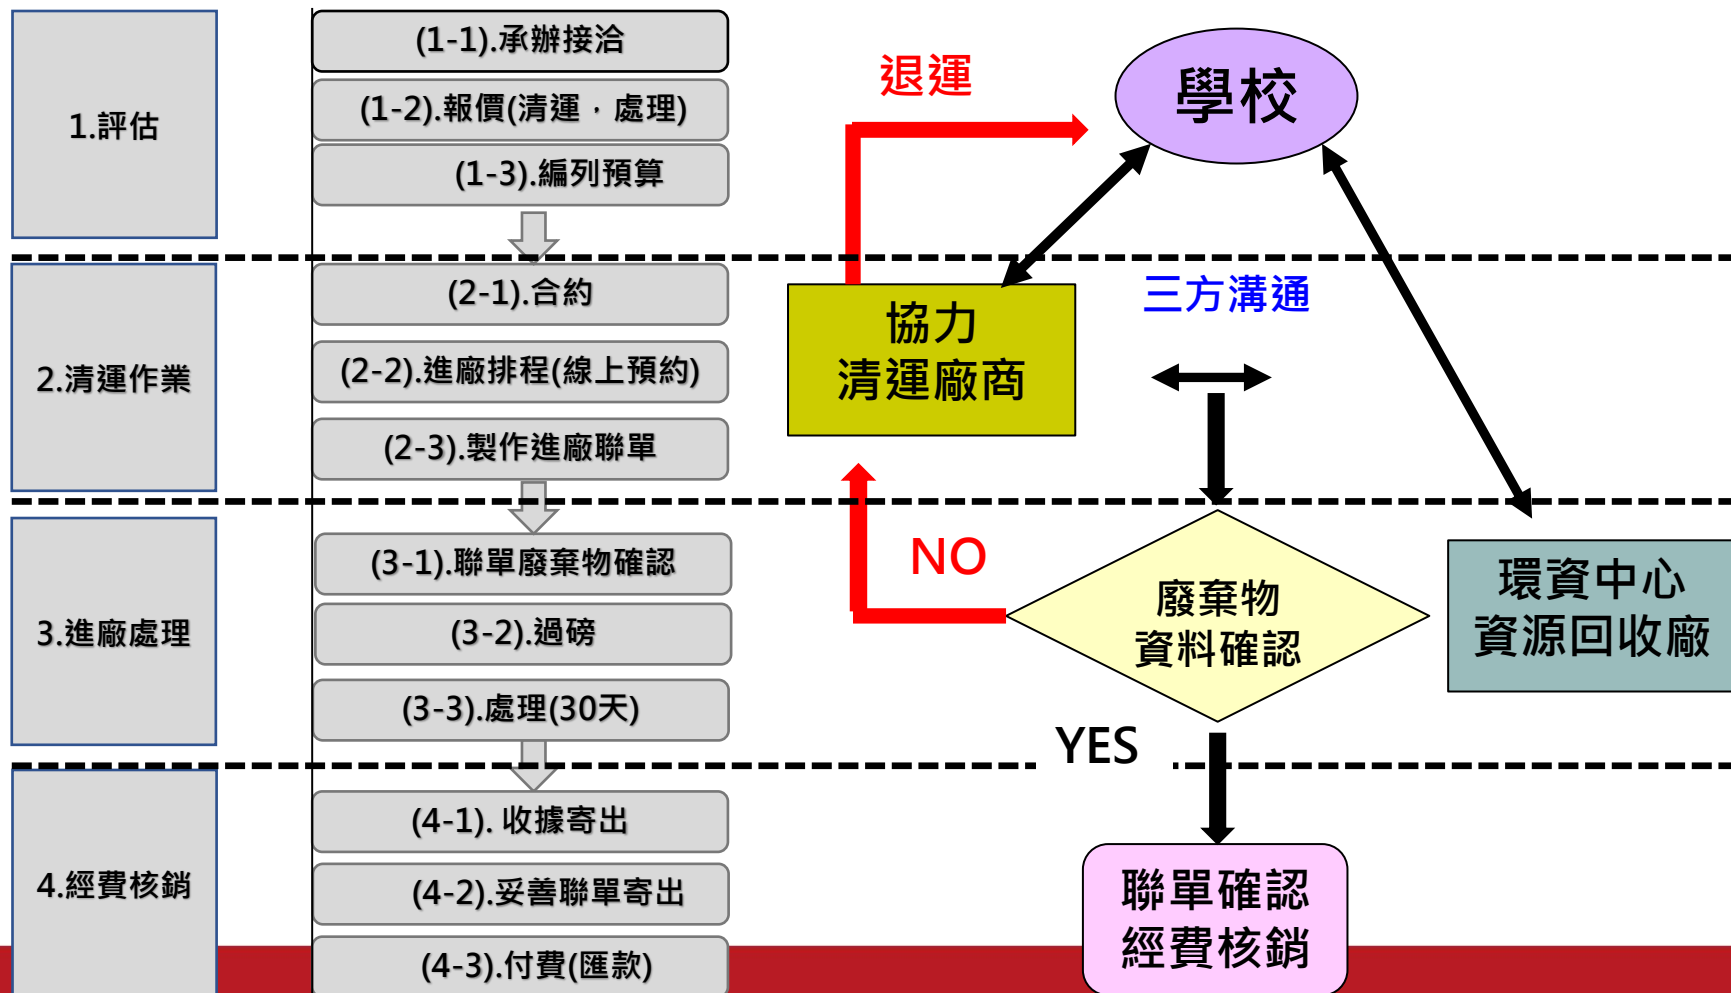 1.評估
(1-1).承辦接洽
(1-2).報價(清運，處理)
(1-3).編列預算
2.清運作業
(2-1).合約
(2-2).進廠排程(線上預約)
(2-3).製作進廠聯單
3.進廠處理
(3-1).聯單廢棄物確認
(3-2).過磅
(3-3).處理(30天)
4.經費核銷
(4-1). 收據寄出
(4-2).妥善聯單寄出
(4-3).付費(匯款)
退運
學校
協力
清運廠商
三方溝通
NO
廢棄物
資料確認
環資中心
資源回收廠
YES
聯單確認
經費核銷